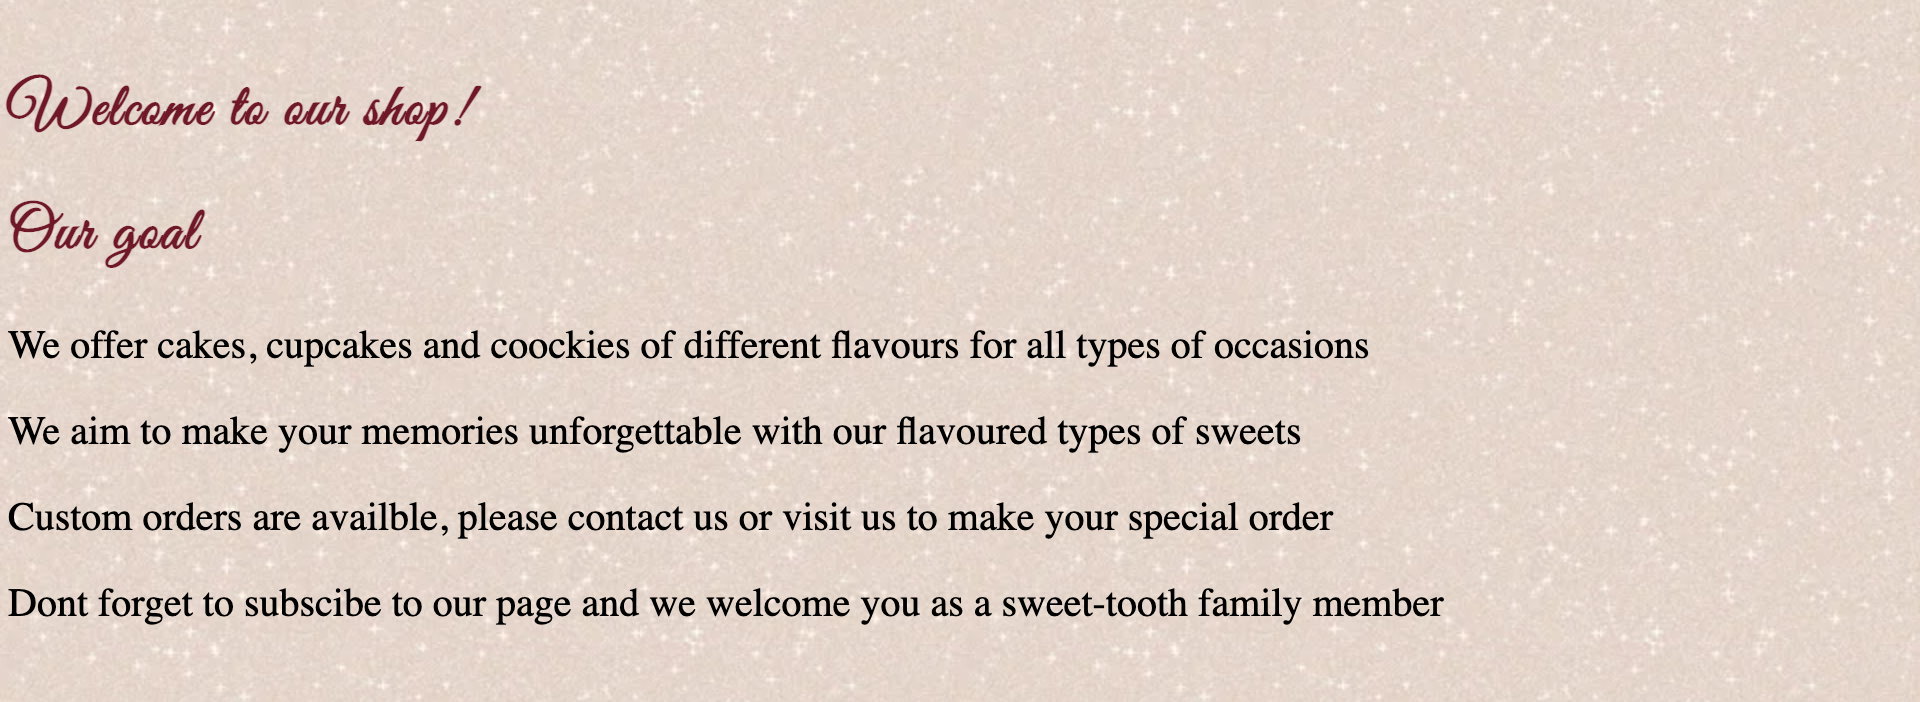 Welcome to our shop!
Our goal
We offer cakes, cupcakes and coockies of different flavours for all types of occasions
We aim to make your memories unforgettable with our flavoured types of sweets
Custom orders are availble, please contact us or visit us to make your special order
Dont forget to subscibe to our page and we welcome you as a sweet-tooth family member